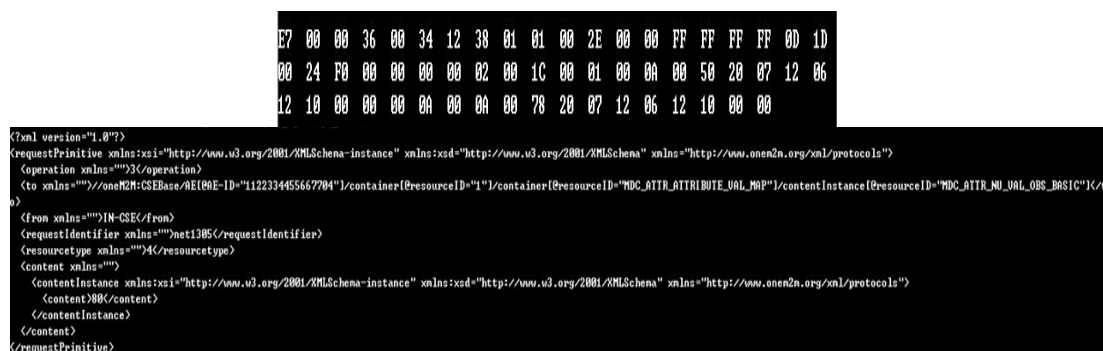 E7 00 00 36 00 34 12 38 01 01 00 2E 00 00 FF FF FF FF 0D 1D
00 24 F0 00 00 00 00 02 00 1C 00 01 00 0A 00 50 20 07 12 06
12 10 00 00 00 0A 00 0A 00 78 20 07 12 06 12 10 00 00
<?xml version="1.0"?>
<requestPrimitive xmlns:xsi="http://www.w3.org/2001/XMLSchema-instance" xmlns:xsd="http://www.w3.org/2001/XMLSchema" xmlns="http://www.onem2m.org/xml/protocols">
<operation xmlns="">3</operation>
<to xmlns="">//oneM2M:CSEBase/AE[@AE-ID="1122334455667704"]/container[@resourceID="1"]/container[@resourceID="MDC_ATTR_ATTRIBUTE_VAL_MAP"]/contentInstance[@resourceID="MDC_ATTR_NU_VAL_OBS_BASIC"]</t
o>
<from xmlns="">IN-CSE</from>
<requestIdentifier xmlns="">net1305</requestIdentifier>
<resourcetype xmlns="">4</resourcetype>
<content xmlns="">
<contentInstance xmlns:xsi="http://www.w3.org/2001/XMLSchema-instance" xmlns:xsd="http://www.w3.org/2001/XMLSchema" xmlns="http://www.onem2m.org/xml/protocols">
<content>80</content>
</contentInstance>
</content>
</requestPrimitive>